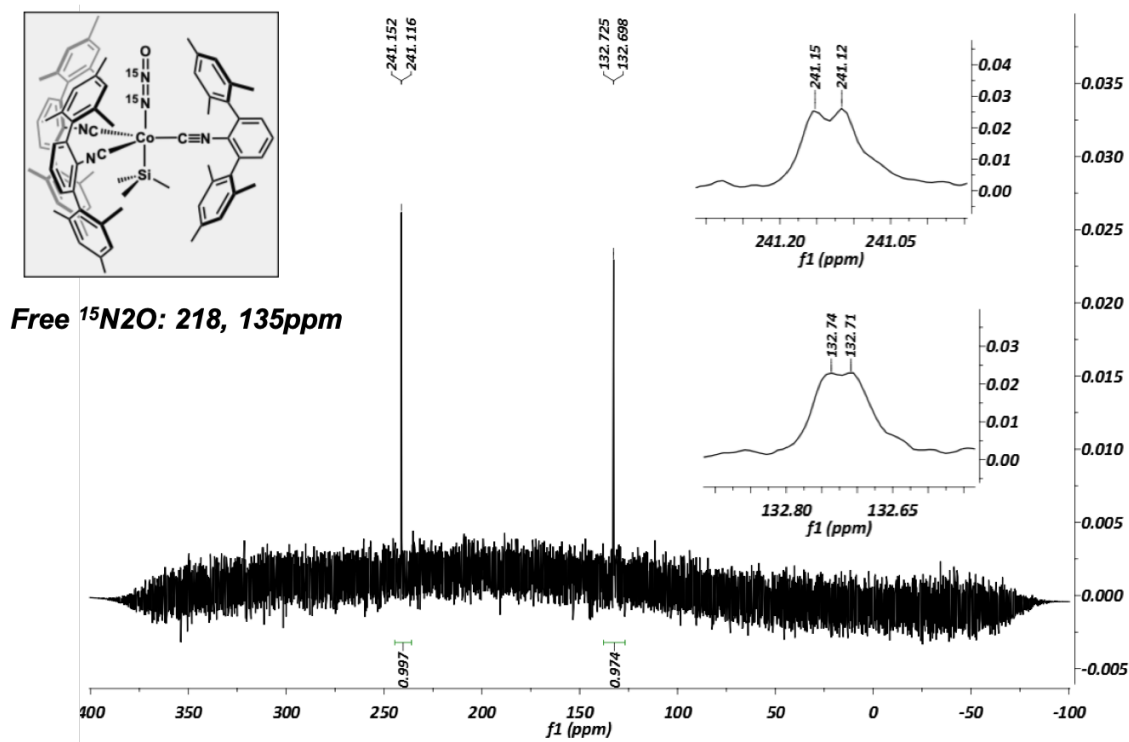 O
15N
15N
NC
NC
Co
C≡N
Si
Free 15N2O: 218, 135ppm
241.152
241.116
132.725
132.698
241.15
241.12
0.04
0.03
0.02
0.01
0.00
241.20
241.05
f1 (ppm)
132.74
132.71
0.03
0.02
0.01
0.00
132.80
132.65
f1 (ppm)
0.035
0.030
0.025
0.020
0.015
0.010
0.005
0.000
-0.005
0.997
0.974
400 350 300 250 200 150 100 50 0 -50 -100
f1 (ppm)